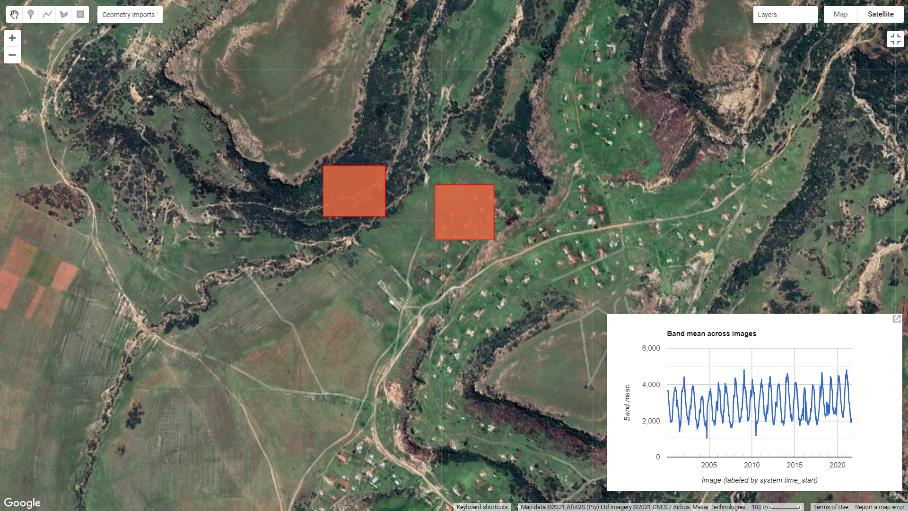 Geometry Imports
Layers
Map
Satellite
+
−
Band mean across images
6,000
4,000
2,000
0
Band mean
2005
2010
2015
2020
Image (labeled by system:time_start)
Google
Keyboard shortcuts
Map data ©2021 AfriGIS (Pty) Ltd Imagery ©2021 CNES / Airbus, Maxar Technologies
100 m
Terms of Use
Report a map error